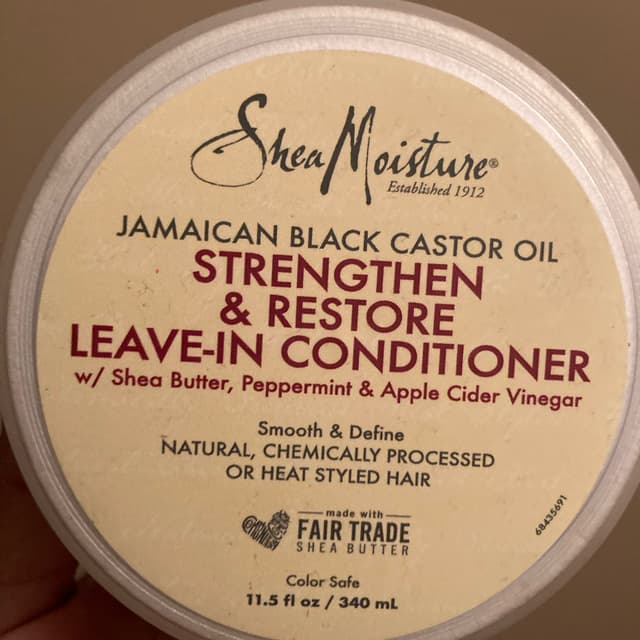 SheaMoisture®
Established 1912
JAMAICAN BLACK CASTOR OIL
STRENGTHEN
& RESTORE
LEAVE-IN CONDITIONER
w/ Shea Butter, Peppermint & Apple Cider Vinegar
Smooth & Define
NATURAL, CHEMICALLY PROCESSED
OR HEAT STYLED HAIR
made with
FAIR TRADE
SHEA BUTTER
68435691
Color Safe
11.5 fl oz / 340 mL